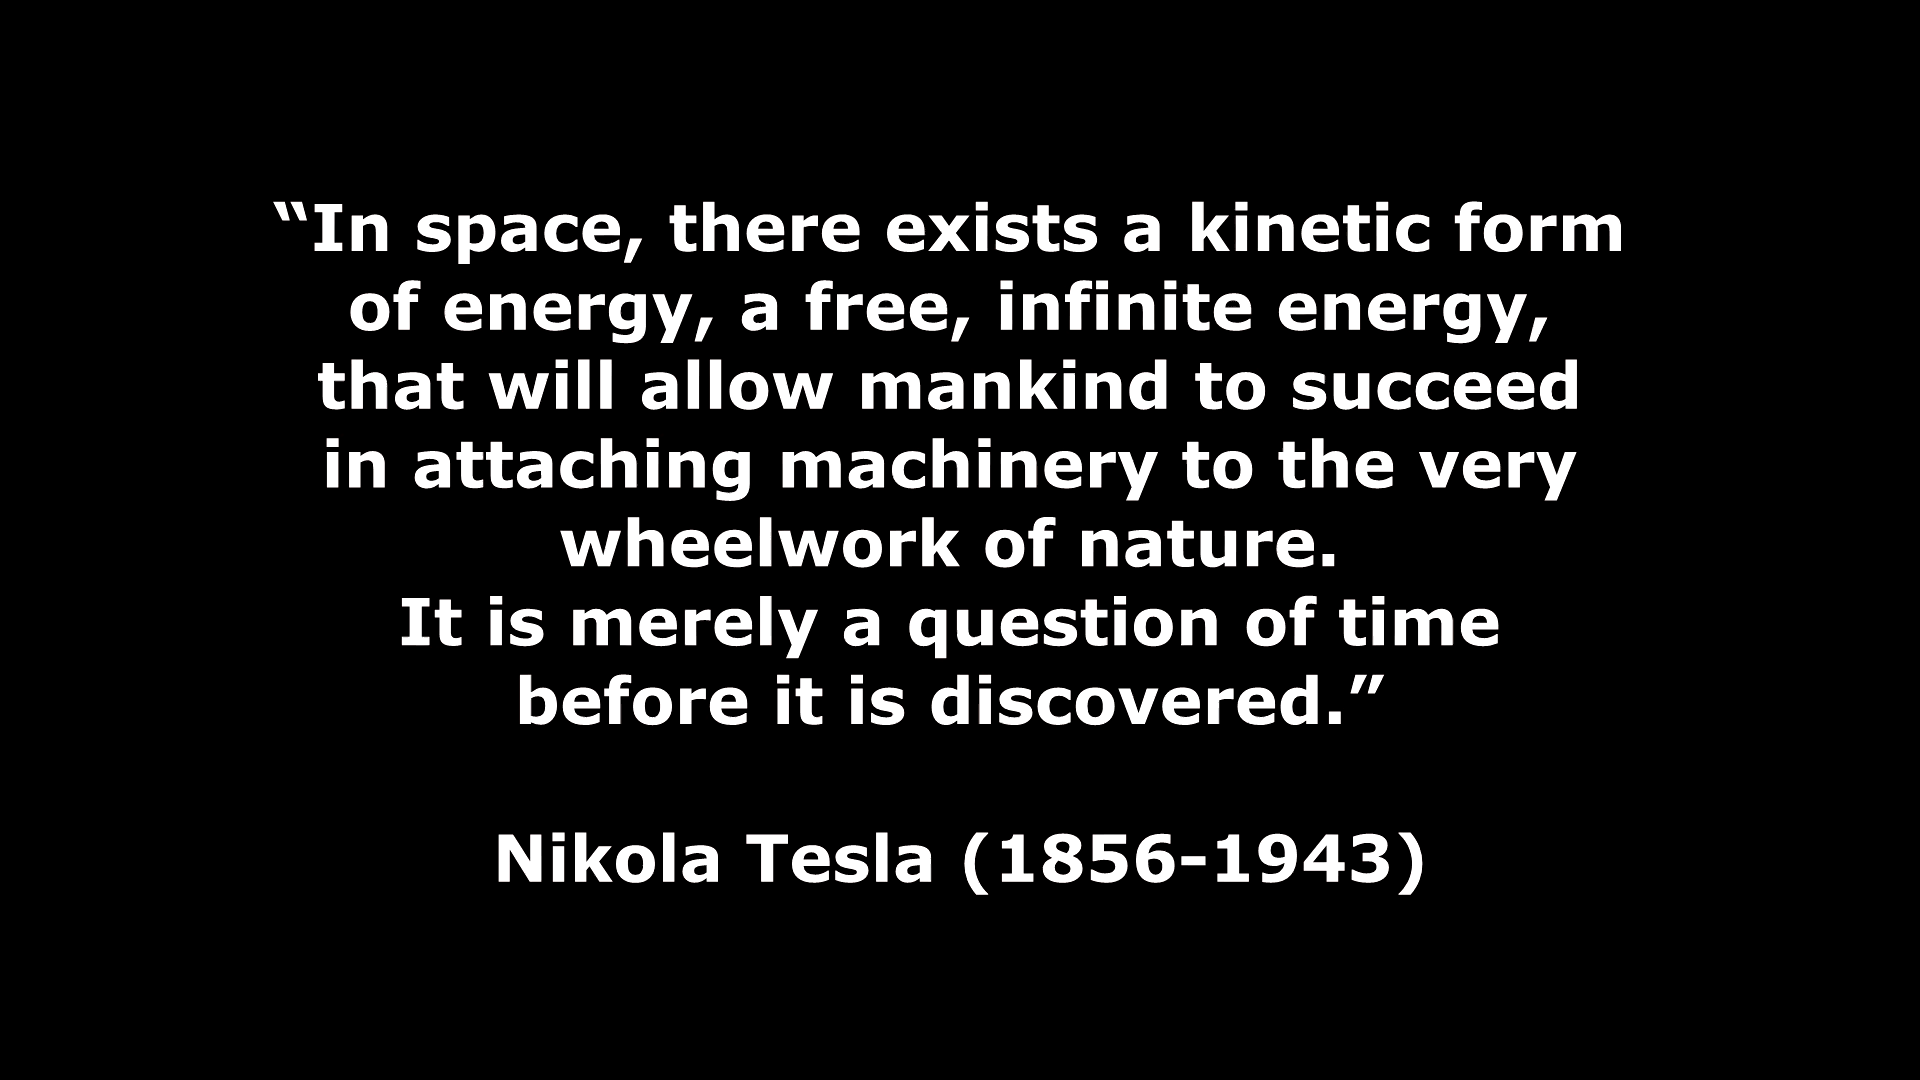 “In space, there exists a kinetic form
of energy, a free, infinite energy,
that will allow mankind to succeed
in attaching machinery to the very
wheelwork of nature.
It is merely a question of time
before it is discovered.”
Nikola Tesla (1856-1943)